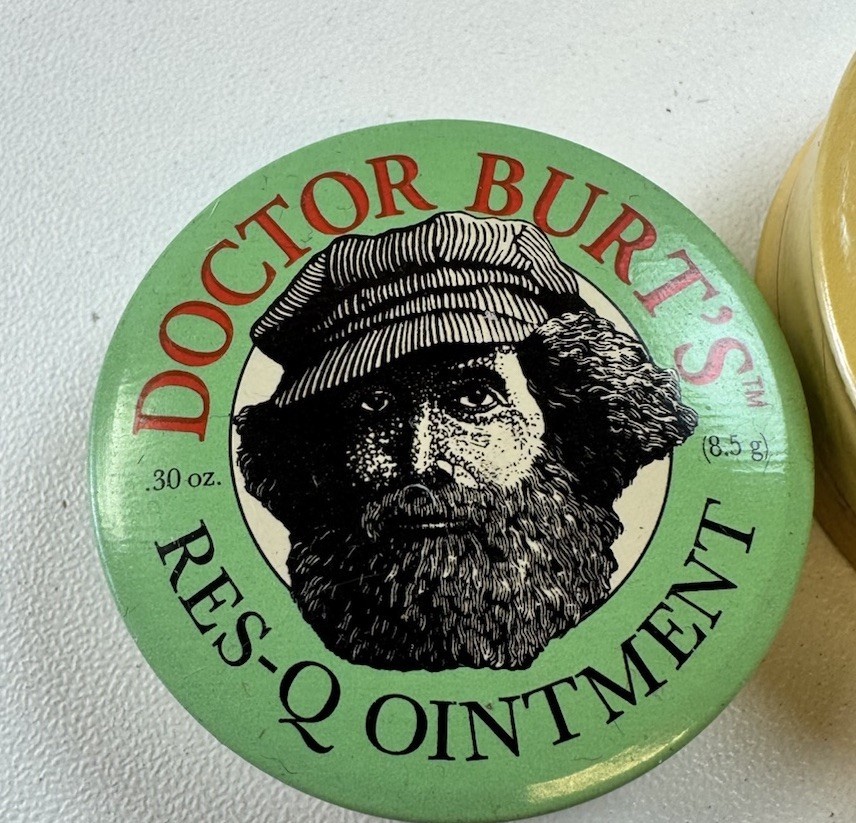 DOCTOR BURT'S™
.30 oz.
(8.5 g)
RES-Q OINTMENT